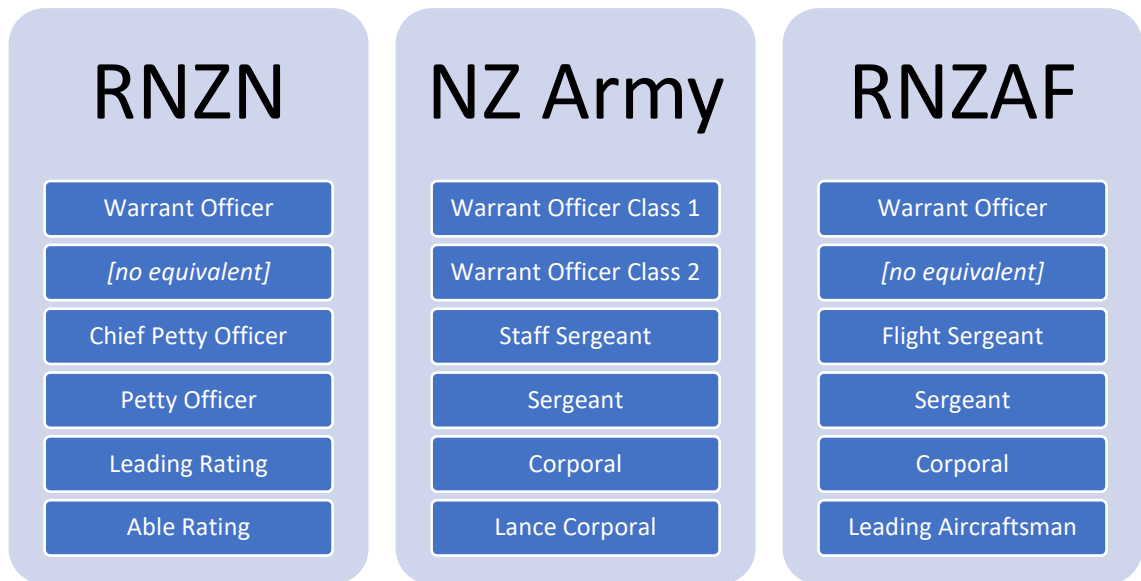 RNZN
Warrant Officer
[no equivalent]
Chief Petty Officer
Petty Officer
Leading Rating
Able Rating
NZ Army
Warrant Officer Class 1
Warrant Officer Class 2
Staff Sergeant
Sergeant
Corporal
Lance Corporal
RNZAF
Warrant Officer
[no equivalent]
Flight Sergeant
Sergeant
Corporal
Leading Aircraftsman